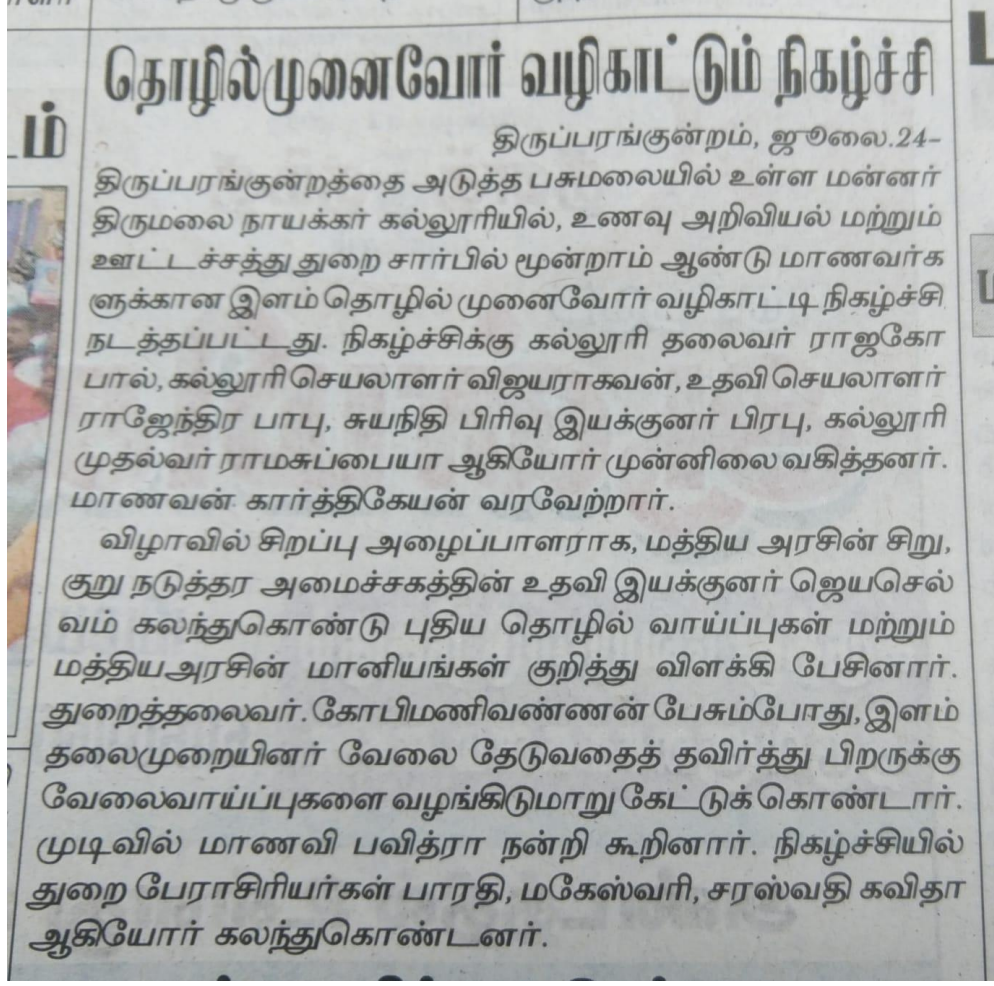 தொழில்முனைவோர் வழிகாட்டும் நிகழ்ச்சி
திருப்பரங்குன்றம், ஜூலை.24–
திருப்பரங்குன்றத்தை அடுத்த பசுமலையில் உள்ள மன்னர்
திருமலை நாயக்கர் கல்லூரியில், உணவு அறிவியல் மற்றும்
ஊட்டச்சத்து துறை சார்பில் மூன்றாம் ஆண்டு மாணவர்க
ளுக்கான இளம் தொழில் முனைவோர் வழிகாட்டி நிகழ்ச்சி
நடத்தப்பட்டது. நிகழ்ச்சிக்கு கல்லூரி தலைவர் ராஜகோ
பால், கல்லூரி செயலாளர் விஜயராகவன், உதவி செயலாளர்
ராஜேந்திர பாபு, சுயநிதி பிரிவு இயக்குனர் பிரபு, கல்லூரி
முதல்வர் ராமசுப்பையா ஆகியோர் முன்னிலை வகித்தனர்.
மாணவன் கார்த்திகேயன் வரவேற்றார்.
விழாவில் சிறப்பு அழைப்பாளராக, மத்திய அரசின் சிறு,
குறு நடுத்தர அமைச்சகத்தின் உதவி இயக்குனர் ஜெயசெல்
வம் கலந்துகொண்டு புதிய தொழில் வாய்ப்புகள் மற்றும்
மத்தியஅரசின் மானியங்கள் குறித்து விளக்கி பேசினார்.
துறைத்தலைவர். கோபிமணிவண்ணன் பேசும்போது, இளம்
தலைமுறையினர் வேலை தேடுவதைத் தவிர்த்து பிறருக்கு
வேலைவாய்ப்புகளை வழங்கிடுமாறு கேட்டுக் கொண்டார்.
முடிவில் மாணவி பவித்ரா நன்றி கூறினார். நிகழ்ச்சியில்
துறை பேராசிரியர்கள் பாரதி, மகேஸ்வரி, சரஸ்வதி கவிதா
ஆகியோர் கலந்துகொண்டனர்.